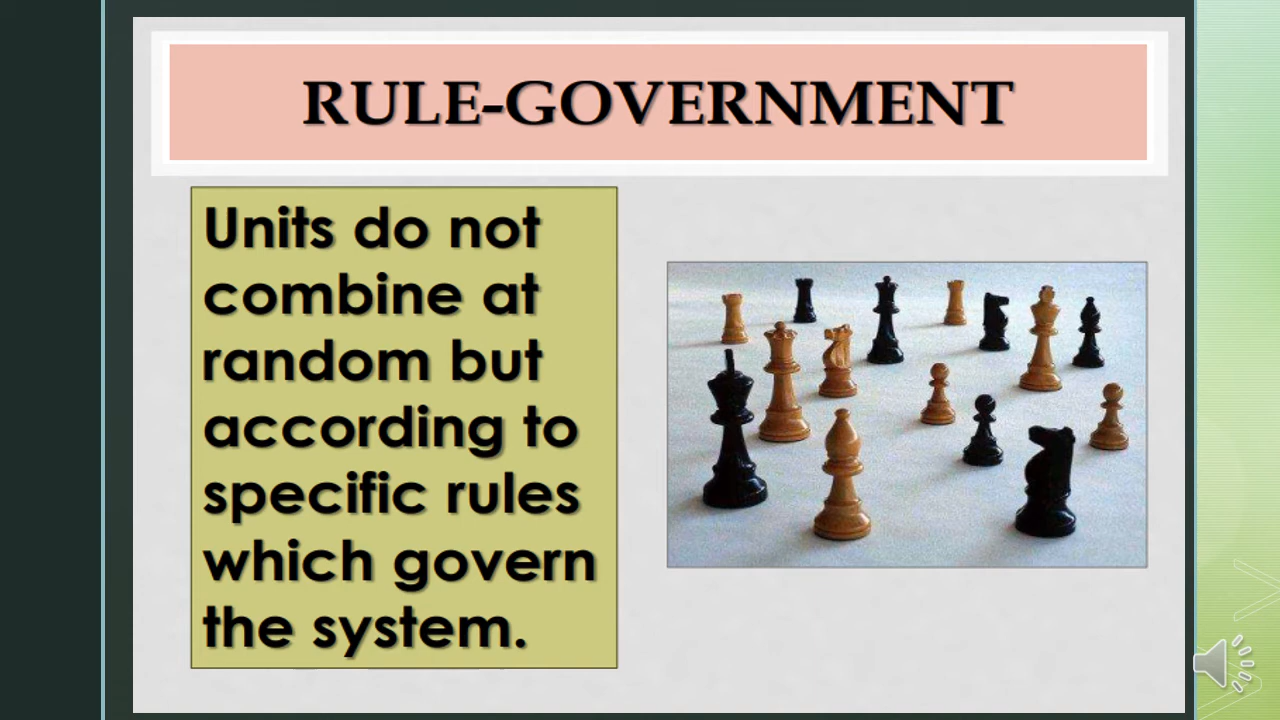 RULE-GOVERNMENT
Units do not
combine at
random but
according to
specific rules
which govern
the system.